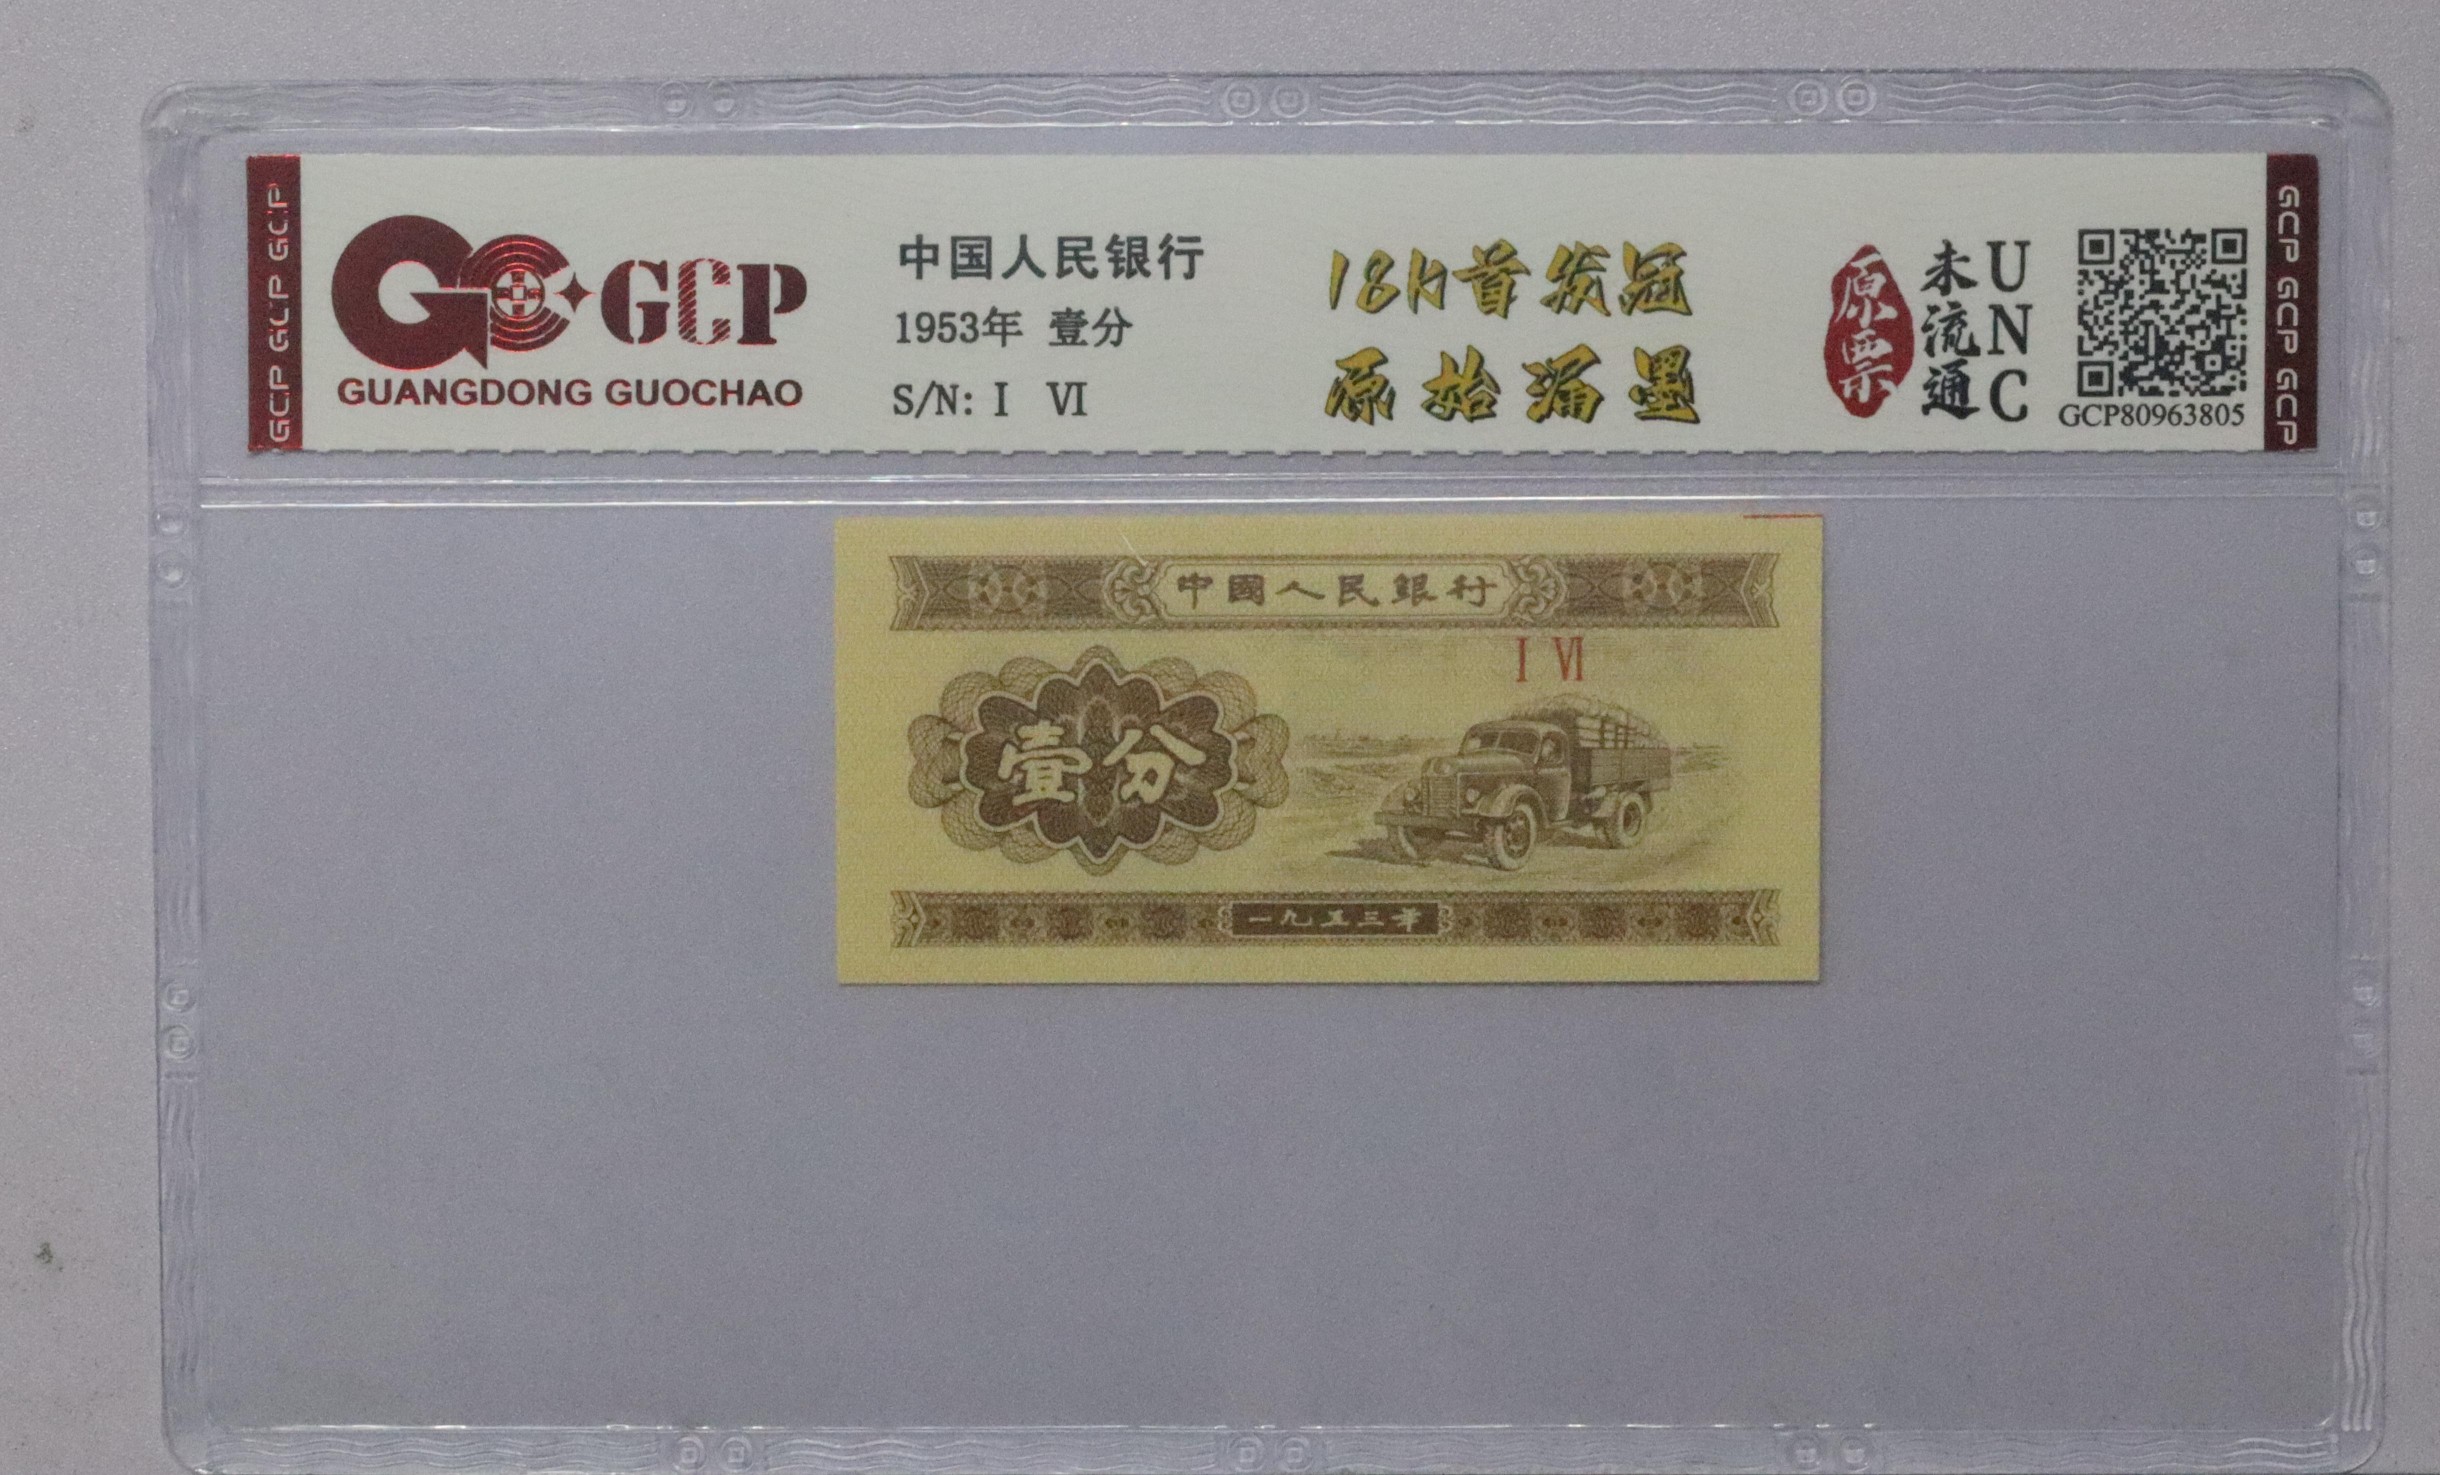 GCP GCP GCP
GCP
GUANGDONG GUOCHAO
中国人民银行
1953年 壹分
S/N: Ⅰ Ⅵ
18h首发冠
原始漏墨
原票
未流通
UNC
GCP80963805
GCP GCP GCP
中國人民銀行
Ⅰ Ⅵ
壹分
一九五三年